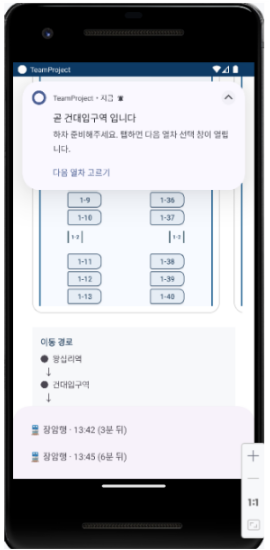 TeamProject
TeamProject • 지금
곧 건대입구역 입니다
하차 준비해주세요. 탭하면 다음 열차 선택 창이 열립
니다.
다음 열차 고르기
1-9 1-36
1-10 1-37
1-2 1-2
1-11 1-38
1-12 1-39
1-13 1-40
이동 경로
● 왕십리역
↓
● 건대입구역
↓
장암행 · 13:42 (3분 뒤)
장암행 · 13:45 (6분 뒤)
1:1